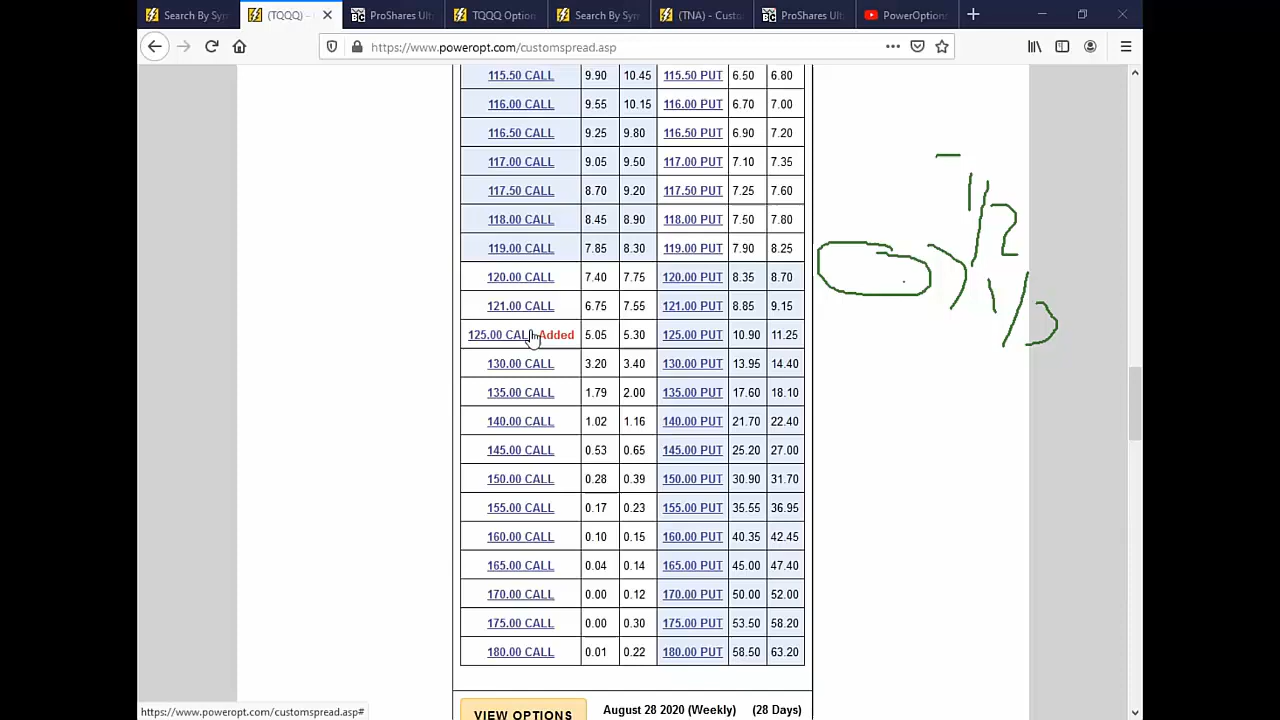 Search By Sym
(TQQQ)
ProShares Ult
TQQQ Option
Search By Sym
(TNA) - Custo
ProShares Ult
PowerOption
https://www.poweropt.com/customspread.asp
115.50 CALL 9.90 10.45 115.50 PUT 6.50 6.80
116.00 CALL 9.55 10.15 116.00 PUT 6.70 7.00
116.50 CALL 9.25 9.80 116.50 PUT 6.90 7.20
117.00 CALL 9.05 9.50 117.00 PUT 7.10 7.35
117.50 CALL 8.70 9.20 117.50 PUT 7.25 7.60
118.00 CALL 8.45 8.90 118.00 PUT 7.50 7.80
119.00 CALL 7.85 8.30 119.00 PUT 7.90 8.25
120.00 CALL 7.40 7.75 120.00 PUT 8.35 8.70
121.00 CALL 6.75 7.55 121.00 PUT 8.85 9.15
125.00 CALL Added 5.05 5.30 125.00 PUT 10.90 11.25
130.00 CALL 3.20 3.40 130.00 PUT 13.95 14.40
135.00 CALL 1.79 2.00 135.00 PUT 17.60 18.10
140.00 CALL 1.02 1.16 140.00 PUT 21.70 22.40
145.00 CALL 0.53 0.65 145.00 PUT 25.20 27.00
150.00 CALL 0.28 0.39 150.00 PUT 30.90 31.70
155.00 CALL 0.17 0.23 155.00 PUT 35.55 36.95
160.00 CALL 0.10 0.15 160.00 PUT 40.35 42.45
165.00 CALL 0.04 0.14 165.00 PUT 45.00 47.40
170.00 CALL 0.00 0.12 170.00 PUT 50.00 52.00
175.00 CALL 0.00 0.30 175.00 PUT 53.50 58.20
180.00 CALL 0.01 0.22 180.00 PUT 58.50 63.20
1/2
VIEW OPTIONS August 28 2020 (Weekly) (28 Days)
https://www.poweropt.com/customspread.asp#